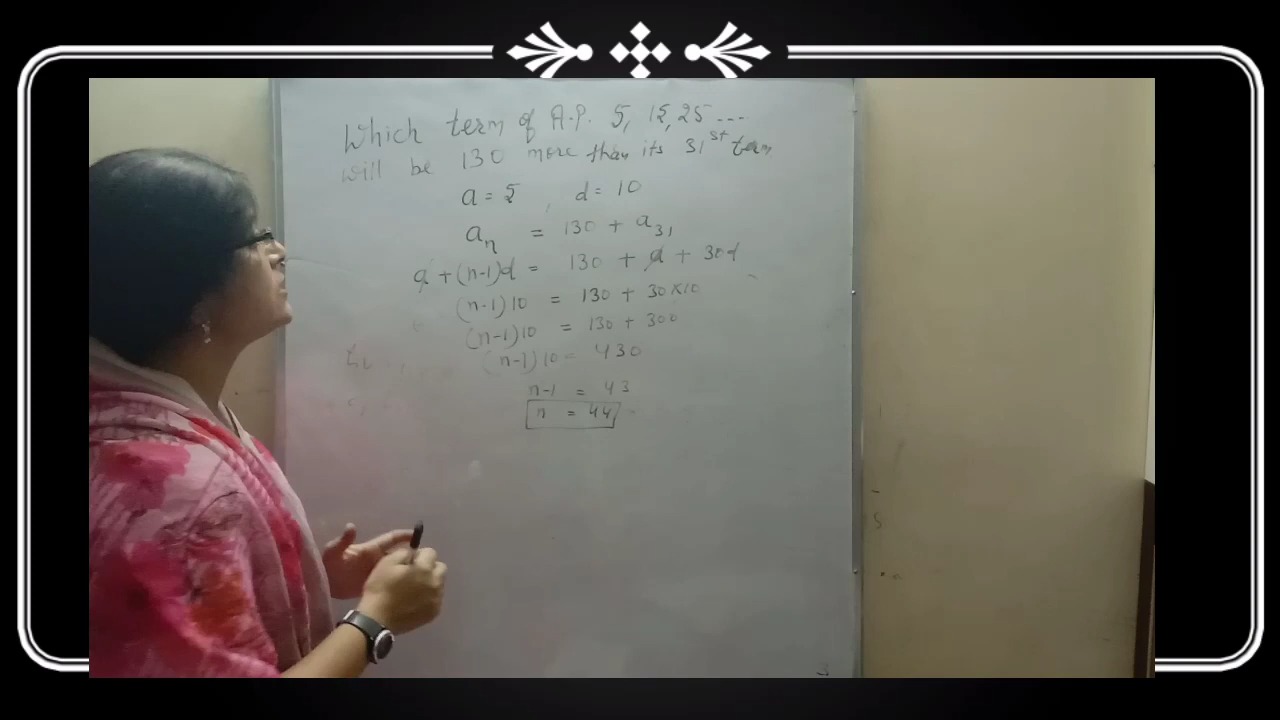 Which term of A.P. 5, 15, 25 ....
will be 130 more than its 31st term
a = 5 , d = 10
an = 130 + a31
a + (n-1)d = 130 + a + 30d
(n-1)10 = 130 + 30×10
(n-1)10 = 130 + 300
(n-1)10 = 430
n-1 = 43
n = 44